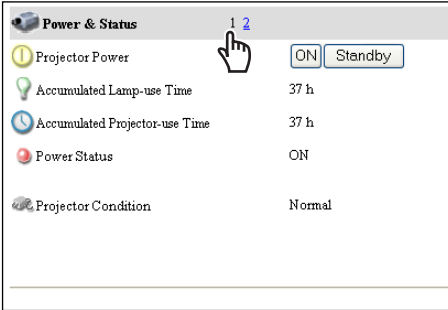 Power & Status 1 2
Projector Power ON Standby
Accumulated Lamp-use Time 37 h
Accumulated Projector-use Time 37 h
Power Status ON
Projector Condition Normal